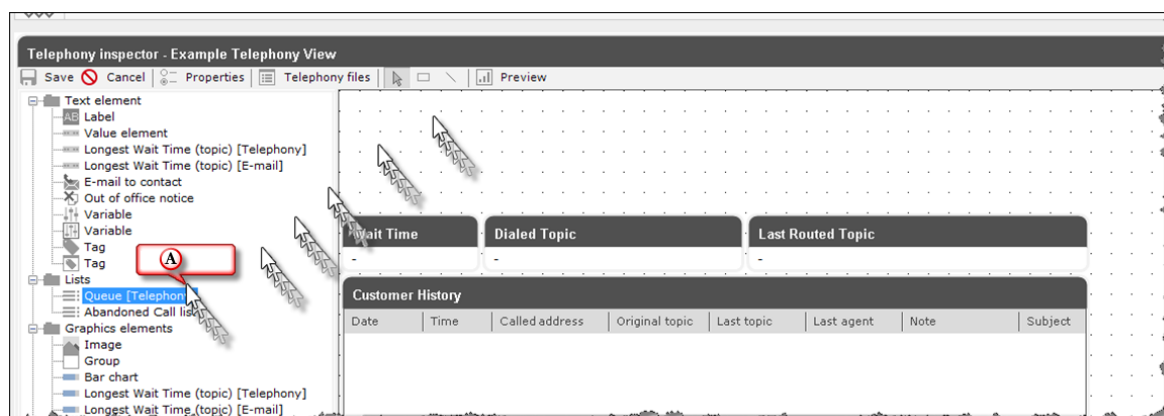 Telephony inspector - Example Telephony View
Save Cancel Properties Telephony files Preview
Text element
AB Label
Value element
Longest Wait Time (topic) [Telephony]
Longest Wait Time (topic) [E-mail]
E-mail to contact
Out of office notice
Variable
Variable
Tag
Tag
A
Lists
Queue [Telephony]
Abandoned Call list
Graphics elements
Image
Group
Bar chart
Longest Wait Time (topic) [Telephony]
Longest Wait Time (topic) [E-mail]
Wait Time Dialed Topic Last Routed Topic
- - -
Customer History
Date Time Called address Original topic Last topic Last agent Note Subject